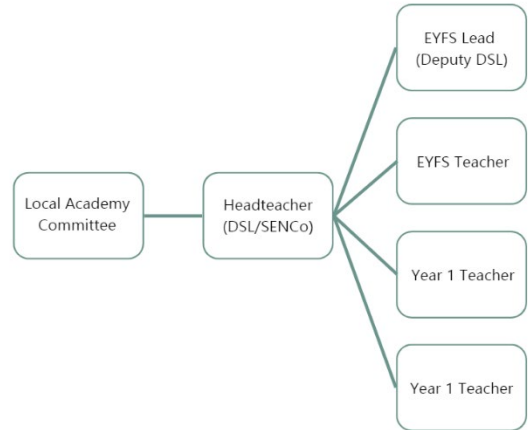 Local Academy
Committee
Headteacher
(DSL/SENCo)
EYFS Lead
(Deputy DSL)
EYFS Teacher
Year 1 Teacher
Year 1 Teacher